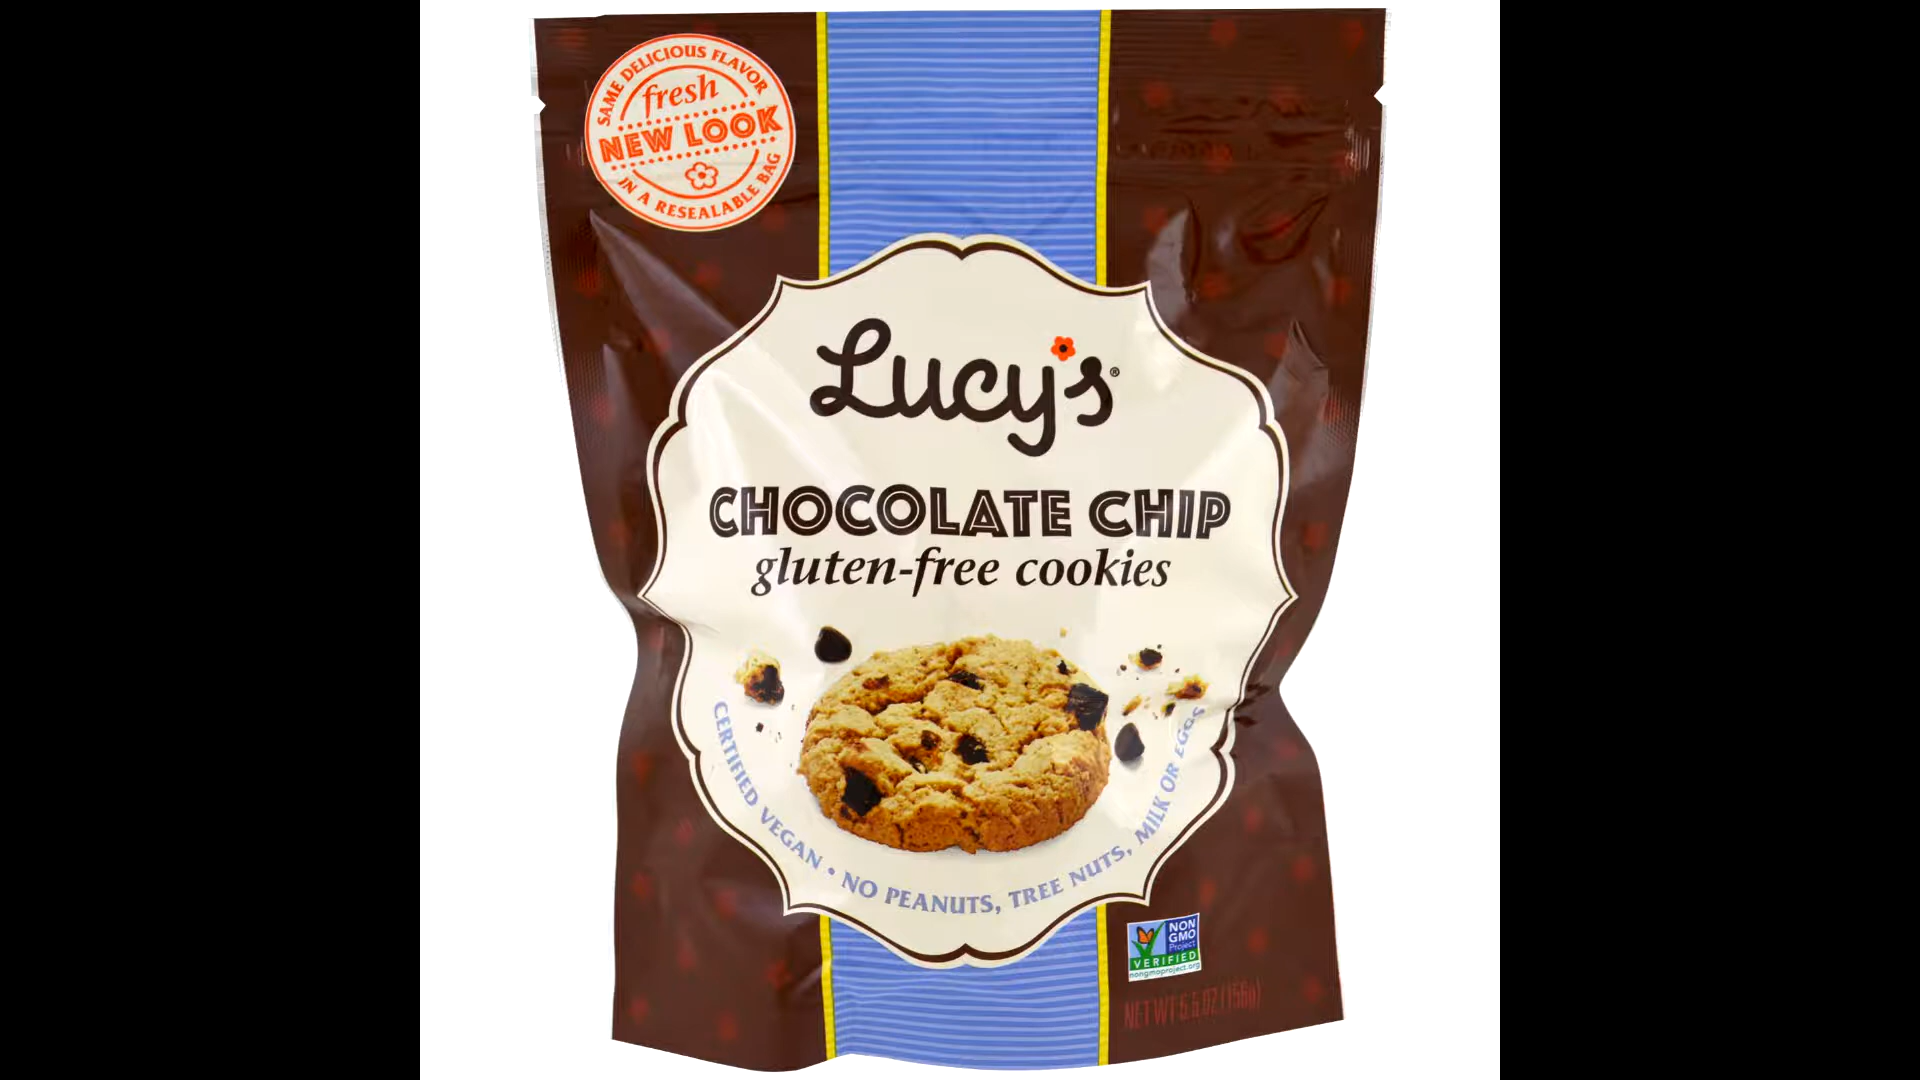 SAME DELICIOUS FLAVOR
fresh
NEW LOOK
IN A RESEALABLE BAG
Lucy's®
CHOCOLATE CHIP
gluten-free cookies
CERTIFIED VEGAN • NO PEANUTS, TREE NUTS, MILK OR EGGS
NON
GMO
Project
VERIFIED
nongmoproject.org
NET WT 5.5 OZ (156g)